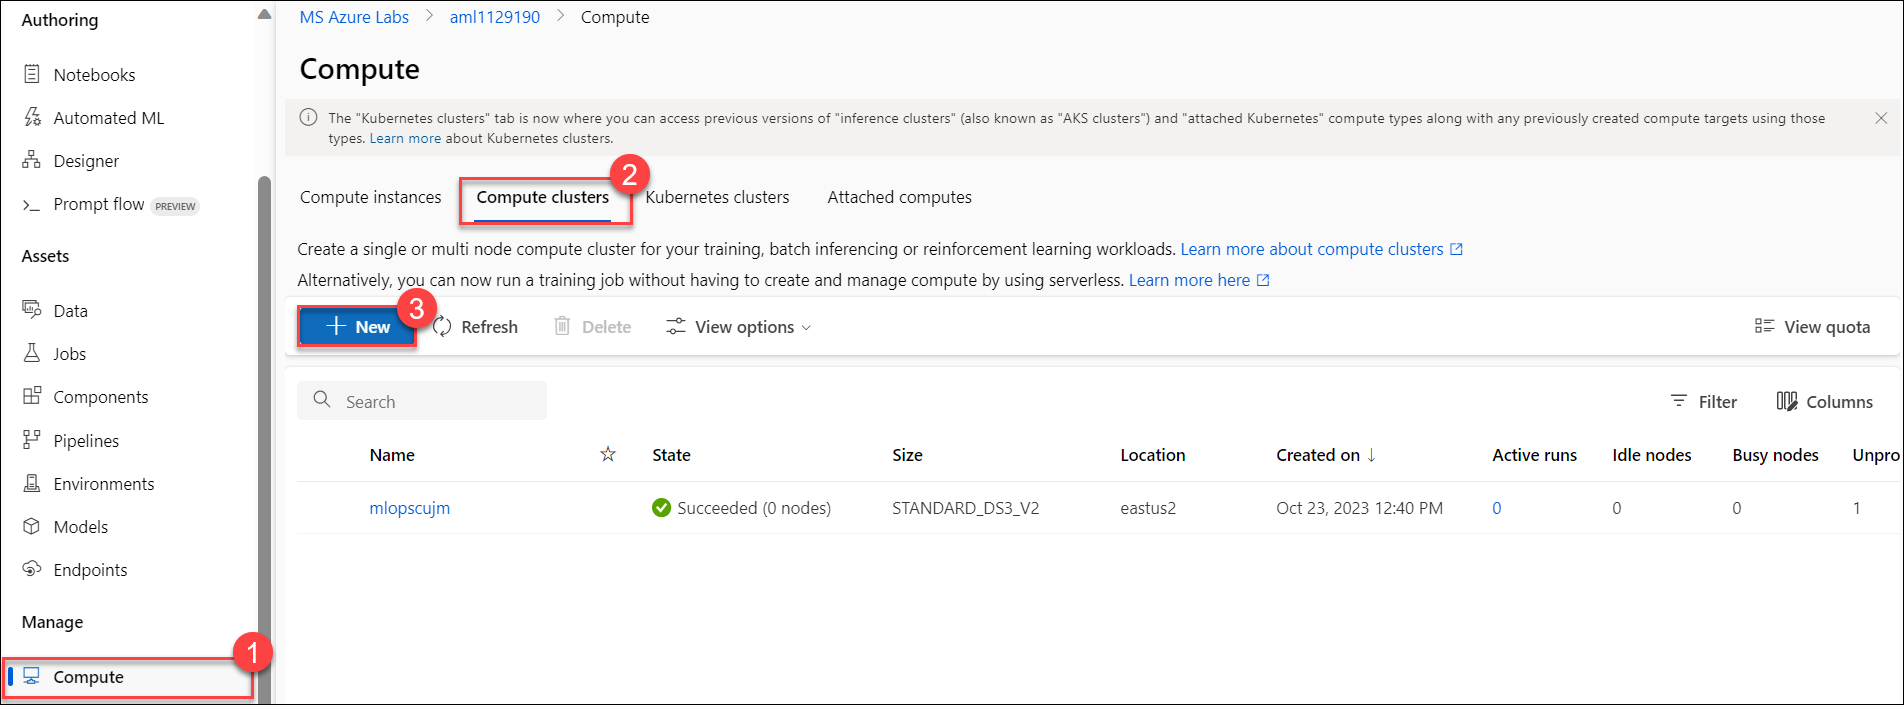 Authoring
Notebooks
Automated ML
Designer
Prompt flow PREVIEW
Assets
Data
Jobs
Components
Pipelines
Environments
Models
Endpoints
Manage
1
Compute
MS Azure Labs > aml1129190 > Compute
Compute
The "Kubernetes clusters" tab is now where you can access previous versions of "inference clusters" (also known as "AKS clusters") and "attached Kubernetes" compute types along with any previously created compute targets using those
types. Learn more about Kubernetes clusters.
2
Compute instances Compute clusters Kubernetes clusters Attached computes
Create a single or multi node compute cluster for your training, batch inferencing or reinforcement learning workloads. Learn more about compute clusters
Alternatively, you can now run a training job without having to create and manage compute by using serverless. Learn more here
3
New Refresh Delete View options View quota
Search Filter Columns
Name State Size Location Created on ↓ Active runs Idle nodes Busy nodes Unpro
mlopscujm Succeeded (0 nodes) STANDARD_DS3_V2 eastus2 Oct 23, 2023 12:40 PM 0 0 0 1